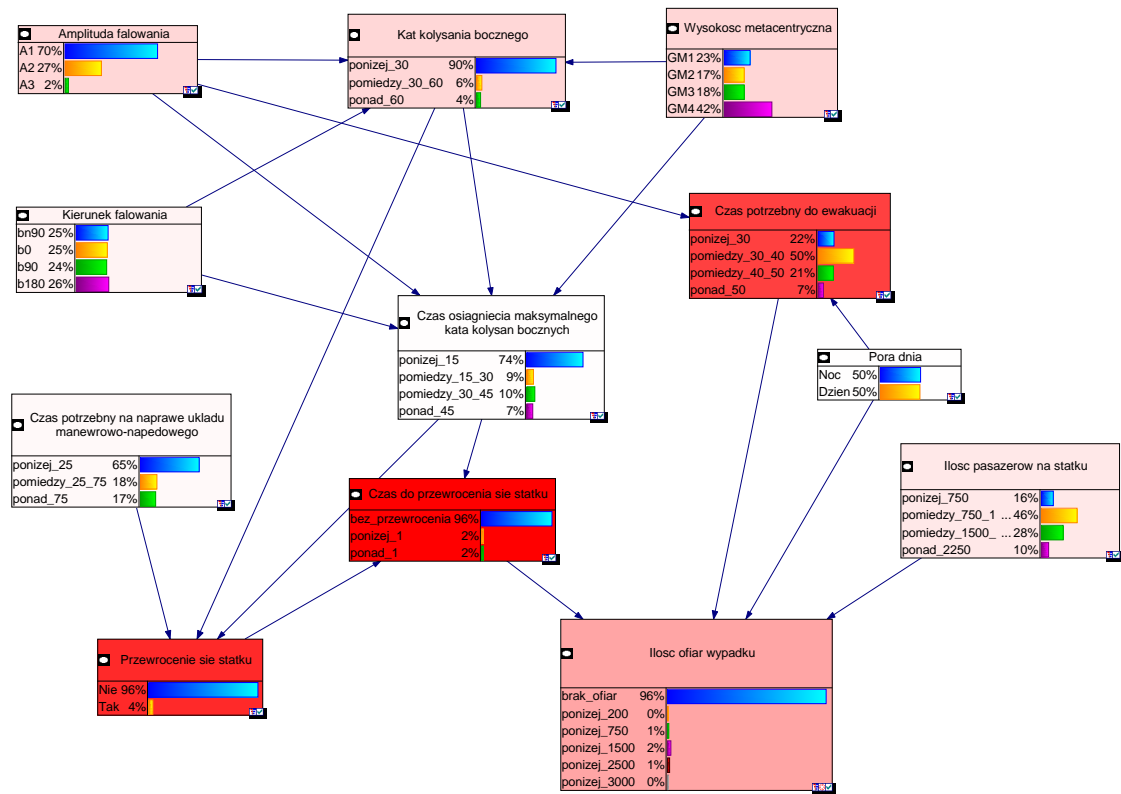 Amplituda falowania
A1 70%
A2 27%
A3 2%
Kat kolysania bocznego
ponizej_30 90%
pomiedzy_30_60 6%
ponad_60 4%
Wysokosc metacentryczna
GM1 23%
GM2 17%
GM3 18%
GM4 42%
Kierunek falowania
bn90 25%
b0 25%
b90 24%
b180 26%
Czas potrzebny do ewakuacji
ponizej_30 22%
pomiedzy_30_40 50%
pomiedzy_40_50 21%
ponad_50 7%
Czas osiagniecia maksymalnego
kata kolysan bocznych
ponizej_15 74%
pomiedzy_15_30 9%
pomiedzy_30_45 10%
ponad_45 7%
Pora dnia
Noc 50%
Dzien 50%
Czas potrzebny na naprawe ukladu
manewrowo-napedowego
ponizej_25 65%
pomiedzy_25_75 18%
ponad_75 17%
Czas do przewrocenia sie statku
bez_przewrocenia 96%
ponizej_1 2%
ponad_1 2%
Ilosc pasazerow na statku
ponizej_750 16%
pomiedzy_750_1 ... 46%
pomiedzy_1500_ ... 28%
ponad_2250 10%
Przewrocenie sie statku
Nie 96%
Tak 4%
Ilosc ofiar wypadku
brak_ofiar 96%
ponizej_200 0%
ponizej_750 1%
ponizej_1500 2%
ponizej_2500 1%
ponizej_3000 0%